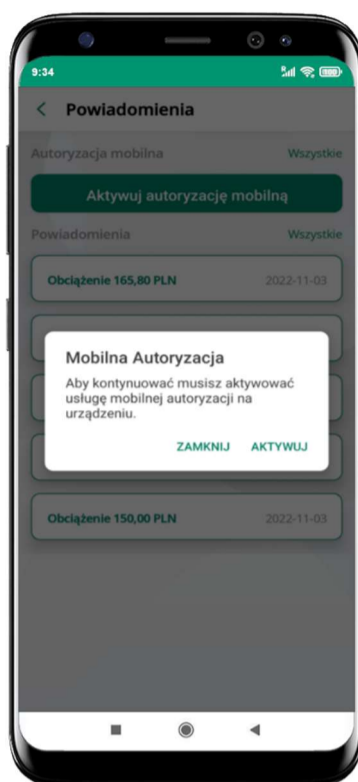 9:34
Powiadomienia
Autoryzacja mobilna Wszystkie
Aktywuj autoryzację mobilną
Powiadomienia Wszystkie
Obciążenie 165,80 PLN 2022-11-03
Mobilna Autoryzacja
Aby kontynuować musisz aktywować
usługę mobilnej autoryzacji na
urządzeniu.
ZAMKNIJ AKTYWUJ
Obciążenie 150,00 PLN 2022-11-03